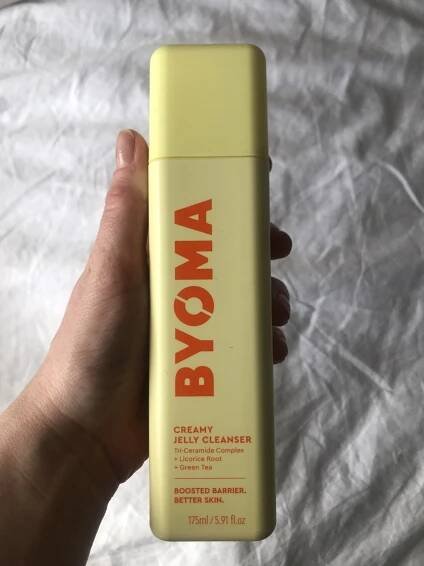 BYOMA
CREAMY
JELLY CLEANSER
Tri-Ceramide Complex
+ Licorice Root
+ Green Tea
BOOSTED BARRIER.
BETTER SKIN.
175ml / 5.91 fl.oz